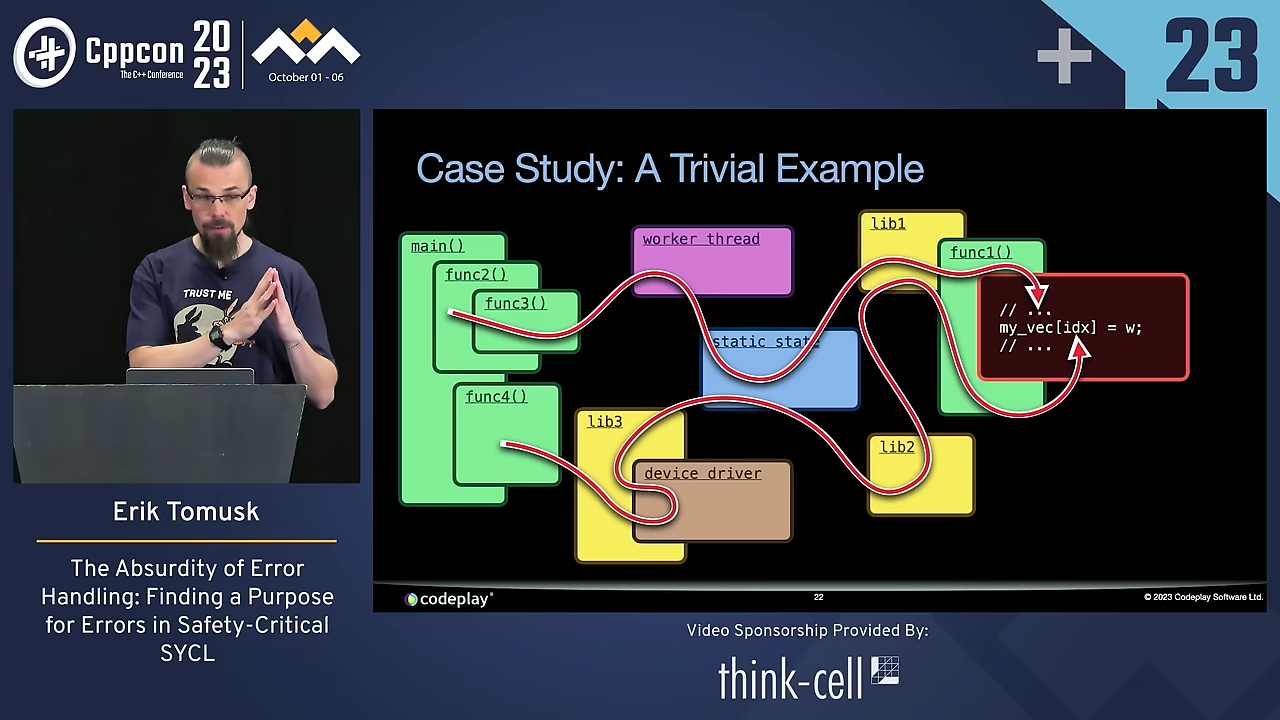 Cppcon
The C++ Conference
20
23
October 01 - 06
23
TRUST ME
Erik Tomusk
The Absurdity of Error
Handling: Finding a Purpose
for Errors in Safety-Critical
SYCL
Case Study: A Trivial Example
main()
func2()
func3()
func4()
worker thread
static state
lib1
func1()
// ...
my_vec[idx] = w;
// ...
lib3
device driver
lib2
codeplay
22
© 2023 Codeplay Software Ltd.
Video Sponsorship Provided By:
think-cell